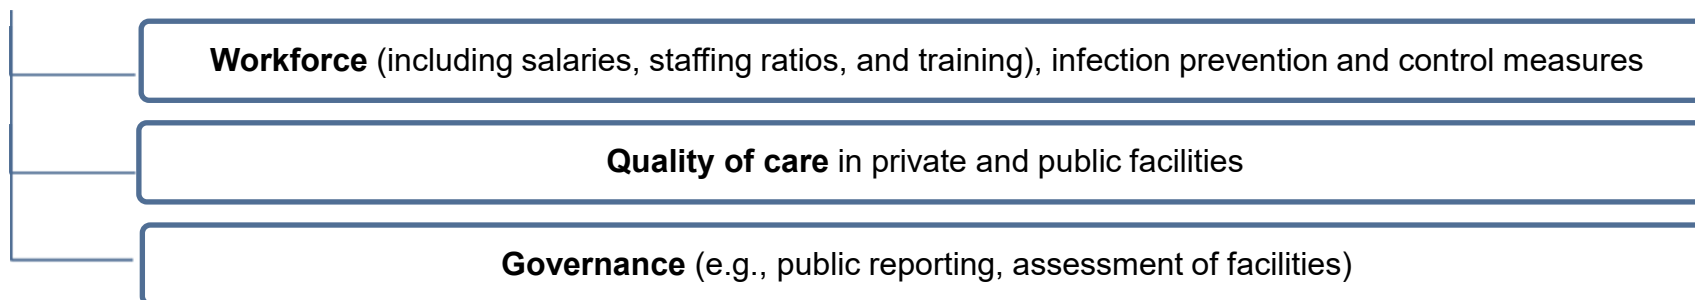 Workforce (including salaries, staffing ratios, and training), infection prevention and control measures
Quality of care in private and public facilities
Governance (e.g., public reporting, assessment of facilities)